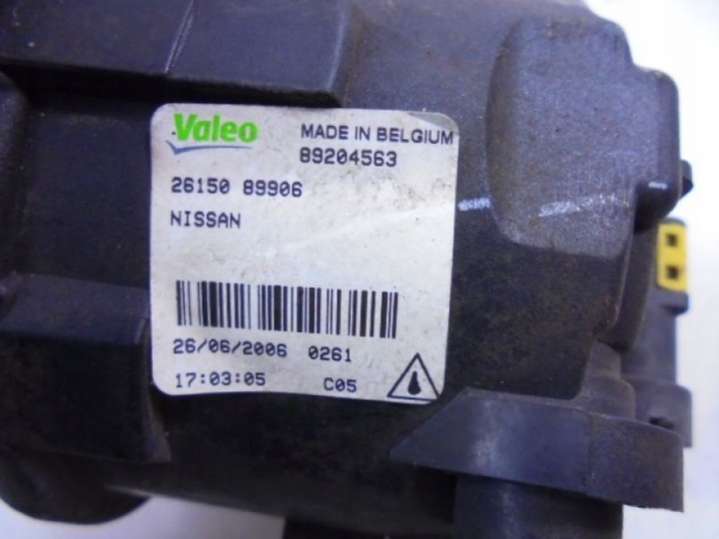 Valeo MADE IN BELGIUM
89204563
26150 89906
NISSAN
26/06/2006 0261
17:03:05 C05